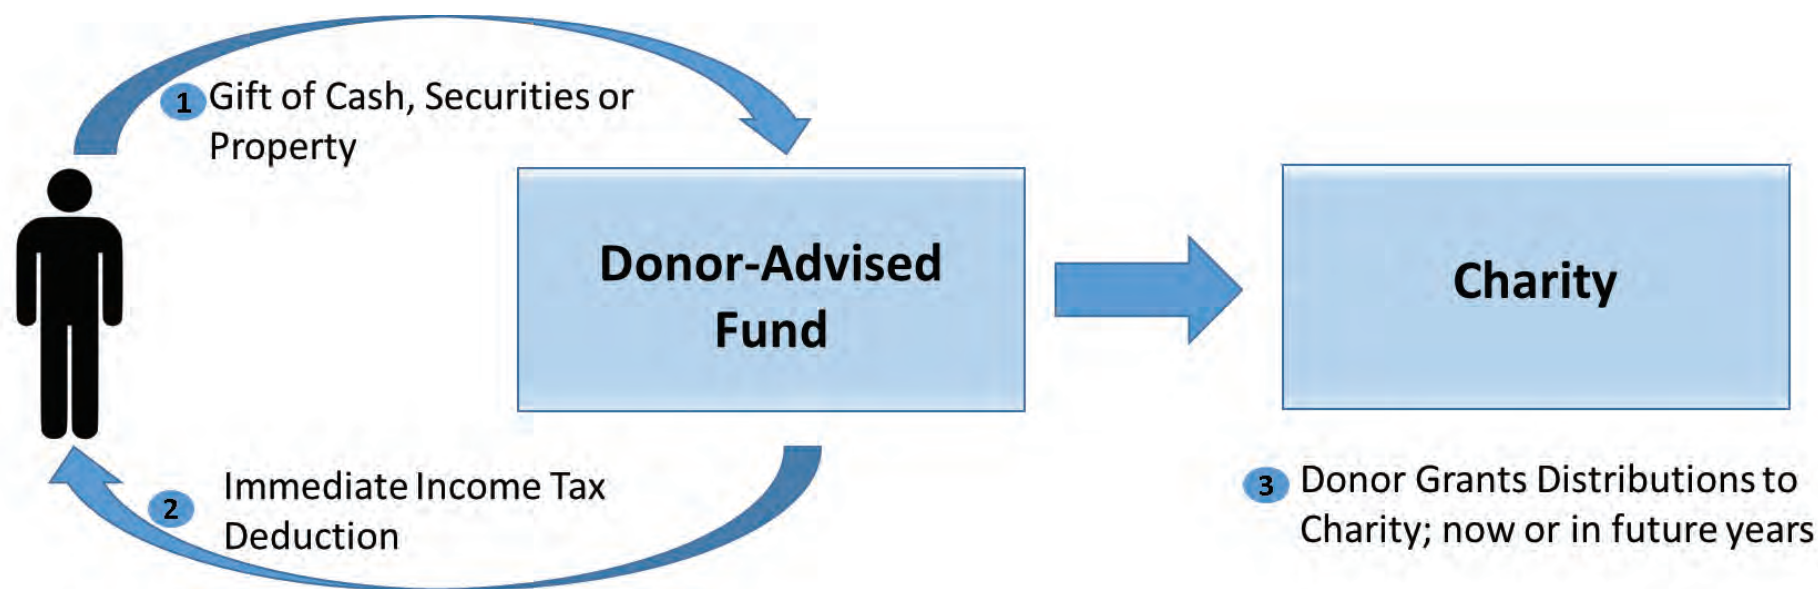 1 Gift of Cash, Securities or
Property
Donor-Advised
Fund
Charity
2 Immediate Income Tax
Deduction
3 Donor Grants Distributions to
Charity; now or in future years